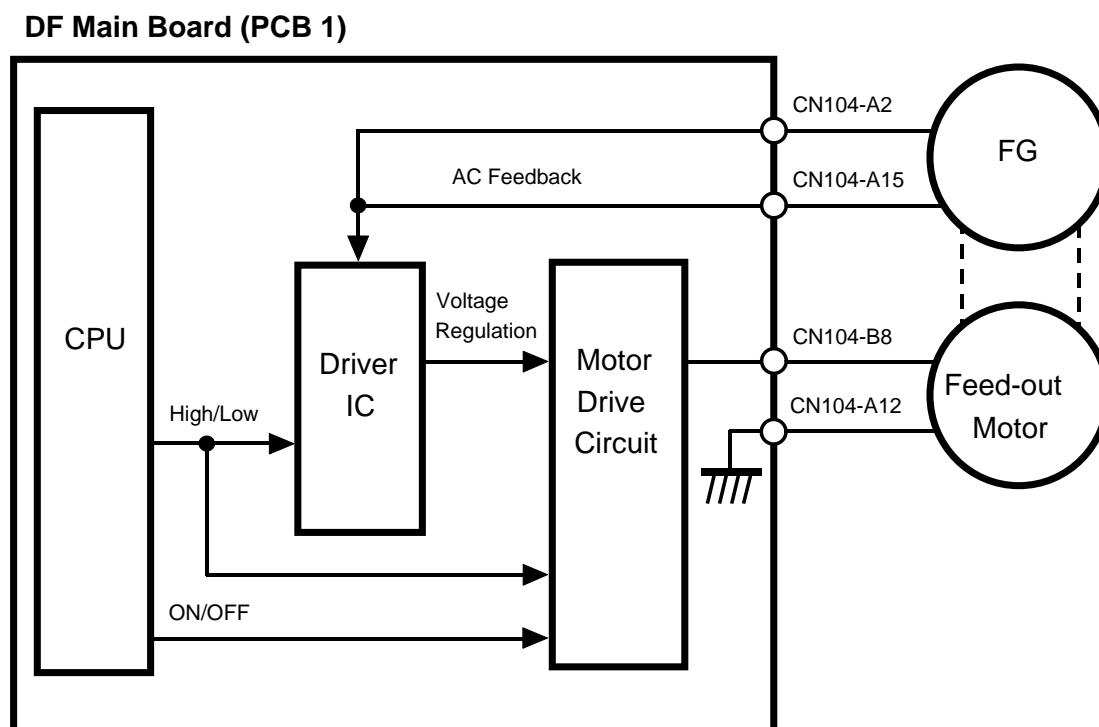 DF Main Board (PCB 1)
CN104-A2
FG
AC Feedback
CN104-A15
CPU
Driver
IC
Voltage
Regulation
Motor
Drive
Circuit
CN104-B8
Feed-out
Motor
CN104-A12
High/Low
ON/OFF